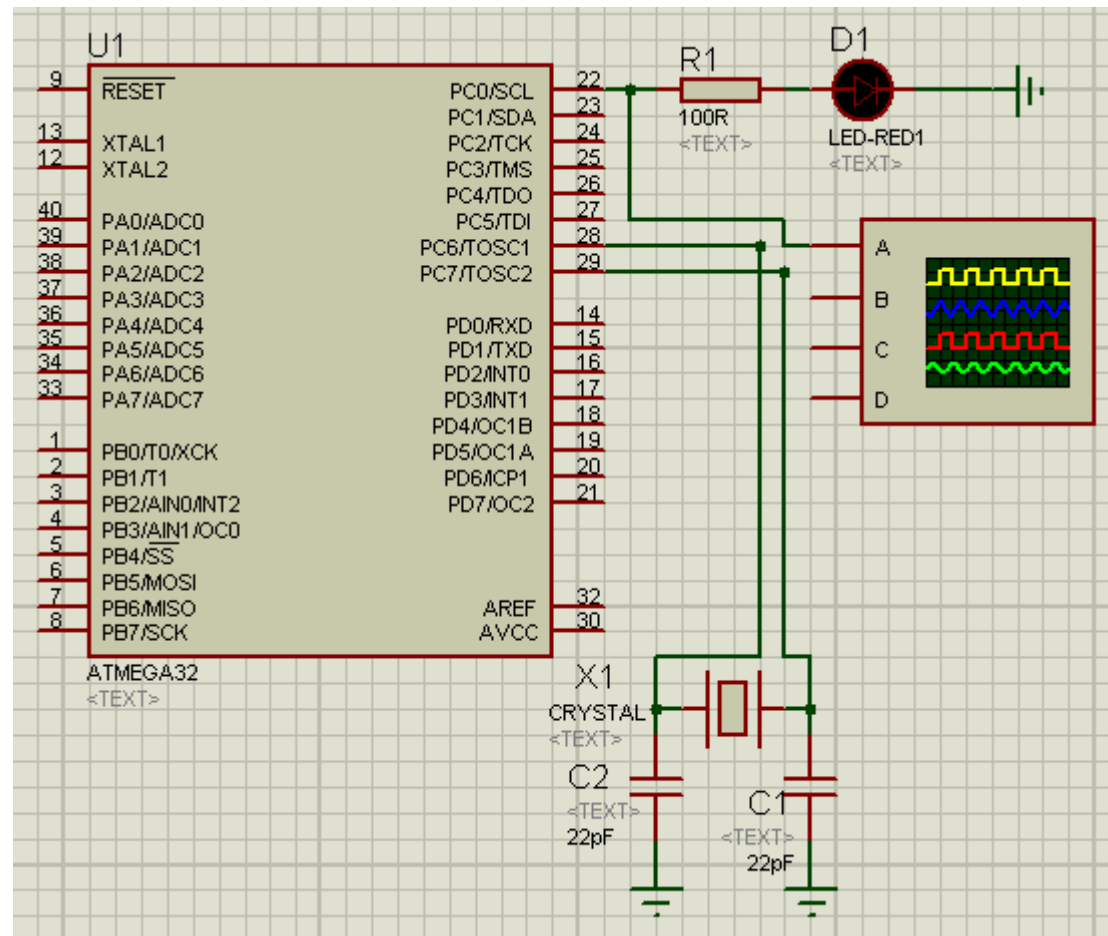 U1
9 RESET
13 XTAL1
12 XTAL2
40 PA0/ADC0
39 PA1/ADC1
38 PA2/ADC2
37 PA3/ADC3
36 PA4/ADC4
35 PA5/ADC5
34 PA6/ADC6
33 PA7/ADC7
1 PB0/T0/XCK
2 PB1/T1
3 PB2/AIN0/INT2
4 PB3/AIN1/OC0
5 PB4/SS
6 PB5/MOSI
7 PB6/MISO
8 PB7/SCK
PC0/SCL 22
PC1/SDA 23
PC2/TCK 24
PC3/TMS 25
PC4/TDO 26
PC5/TDI 27
PC6/TOSC1 28
PC7/TOSC2 29
PD0/RXD 14
PD1/TXD 15
PD2/INT0 16
PD3/INT1 17
PD4/OC1B 18
PD5/OC1A 19
PD6/ICP1 20
PD7/OC2 21
AREF 32
AVCC 30
ATMEGA32
<TEXT>
R1
100R
<TEXT>
D1
LED-RED1
<TEXT>
A
B
C
D
X1
CRYSTAL
<TEXT>
C2
<TEXT>
22pF
C1
<TEXT>
22pF